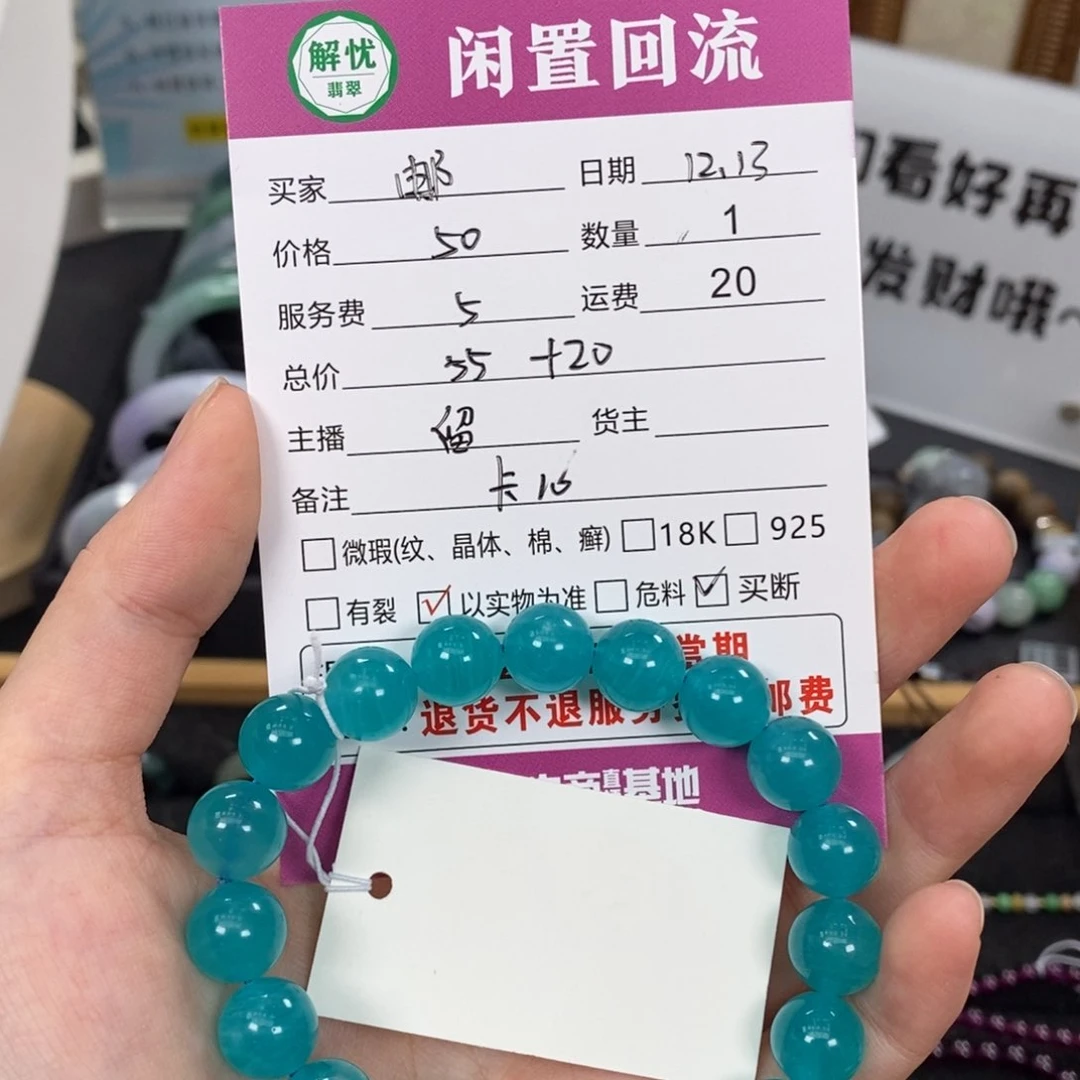 解忧
翡翠
闲置回流
买家 邮 日期 12.13
价格 50 数量 1
服务费 5 运费 20
总价 55 +20
主播 留 货主
备注 卡16
微瑕(纹、晶体、棉、癣) 18K 925
有裂 以实物为准 危料 买断
常期
退货不退服务 邮费
基地
看好再
发财哦~